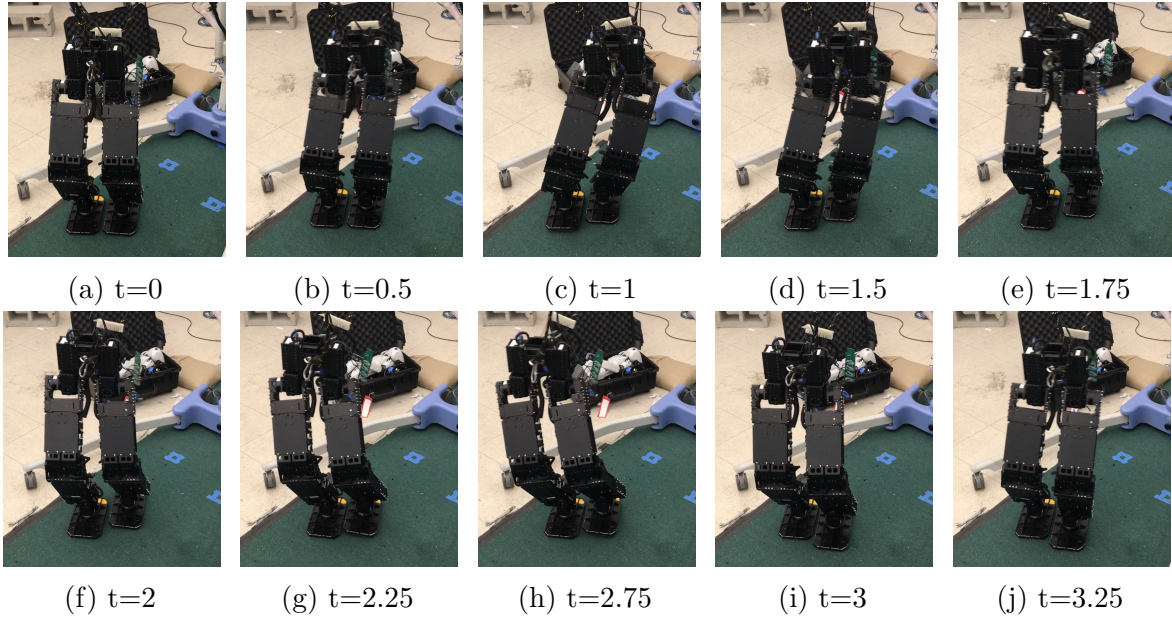 (a) t=0
(b) t=0.5
(c) t=1
(d) t=1.5
(e) t=1.75
(f) t=2
(g) t=2.25
(h) t=2.75
(i) t=3
(j) t=3.25